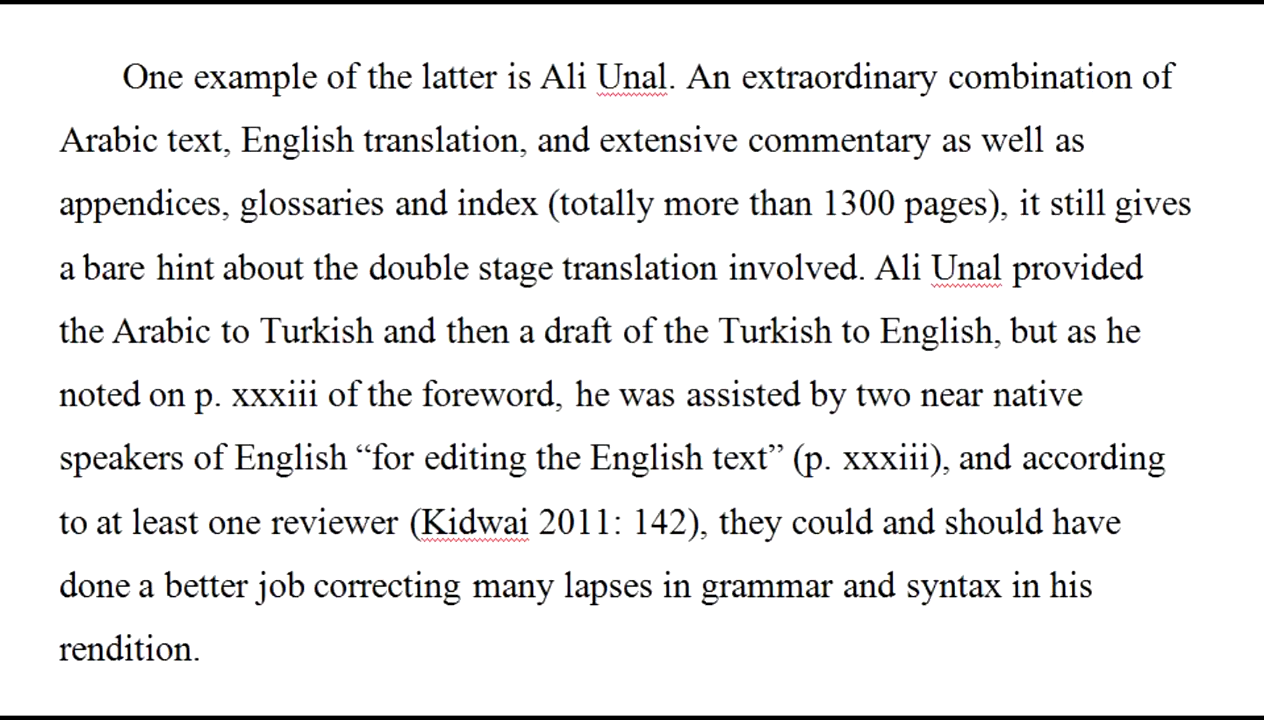 One example of the latter is Ali Unal. An extraordinary combination of
Arabic text, English translation, and extensive commentary as well as
appendices, glossaries and index (totally more than 1300 pages), it still gives
a bare hint about the double stage translation involved. Ali Unal provided
the Arabic to Turkish and then a draft of the Turkish to English, but as he
noted on p. xxxiii of the foreword, he was assisted by two near native
speakers of English “for editing the English text” (p. xxxiii), and according
to at least one reviewer (Kidwai 2011: 142), they could and should have
done a better job correcting many lapses in grammar and syntax in his
rendition.